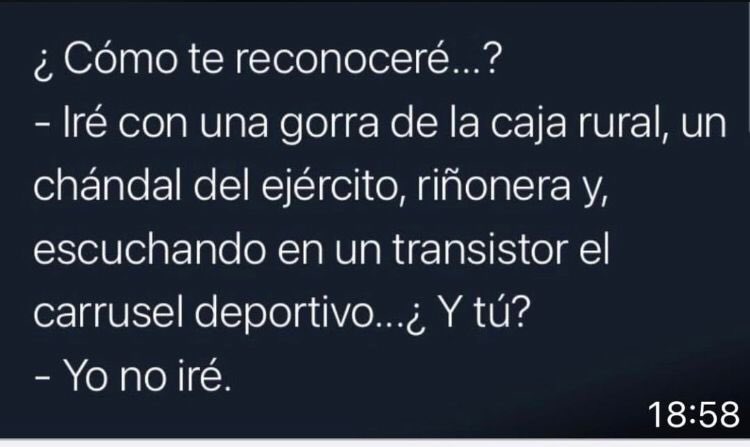 ¿ Cómo te reconoceré...?
- Iré con una gorra de la caja rural, un
chándal del ejército, riñonera y,
escuchando en un transistor el
carrusel deportivo...¿ Y tú?
- Yo no iré.
18:58